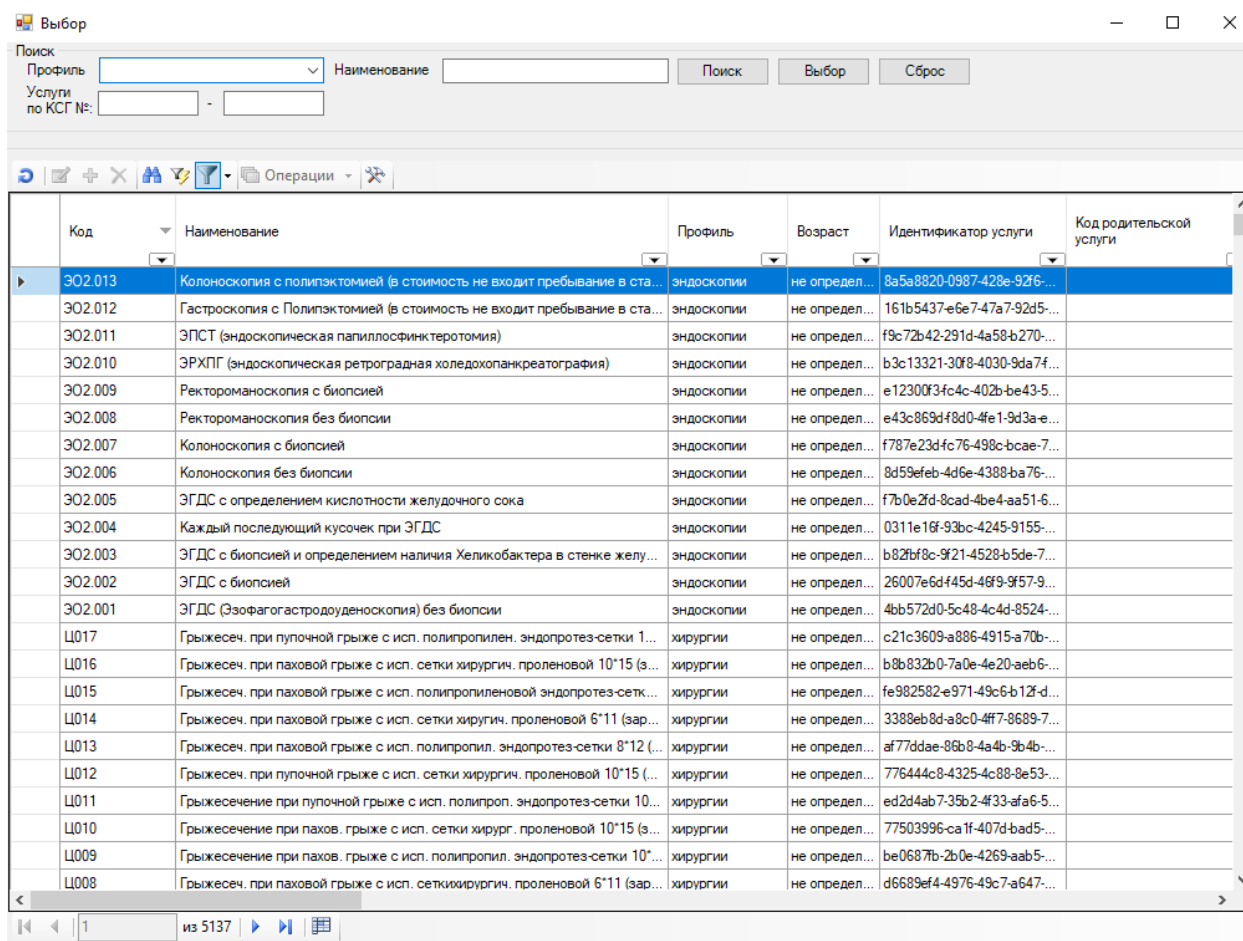 Выбор
Поиск
Профиль Наименование Поиск Выбор Сброс
Услуги
по КСГ №: -
Операции
Код Наименование Профиль Возраст Идентификатор услуги Код родительской
услуги
ЭО2.013 Колоноскопия с полипэктомией (в стоимость не входит пребывание в ста... эндоскопии не определ... 8a5a8820-0987-428e-92f6-...
ЭО2.012 Гастроскопия с Полипэктомией (в стоимость не входит пребывание в ста... эндоскопии не определ... 161b5437-e6e7-47a7-92d5-...
ЭО2.011 ЭПСТ (эндоскопическая папиллосфинктеротомия) эндоскопии не определ... f9c72b42-291d-4a58-b270-...
ЭО2.010 ЭРХПГ (эндоскопическая ретроградная холедохопанкреатография) эндоскопии не определ... b3c13321-30f8-4030-9da7-f...
ЭО2.009 Ректороманоскопия с биопсией эндоскопии не определ... e12300f3-fc4c-402b-be43-5...
ЭО2.008 Ректороманоскопия без биопсии эндоскопии не определ... e43c869d-f8d0-4fe1-9d3a-e...
ЭО2.007 Колоноскопия с биопсией эндоскопии не определ... f787e23d-fc76-498c-bcae-7...
ЭО2.006 Колоноскопия без биопсии эндоскопии не определ... 8d59efeb-4d6e-4388-ba76-...
ЭО2.005 ЭГДС с определением кислотности желудочного сока эндоскопии не определ... f7b0e2fd-8cad-4be4-aa51-6...
ЭО2.004 Каждый последующий кусочек при ЭГДС эндоскопии не определ... 0311e16f-93bc-4245-9155-...
ЭО2.003 ЭГДС с биопсией и определением наличия Хеликобактера в стенке желу... эндоскопии не определ... b82fbf8c-9f21-4528-b5de-7...
ЭО2.002 ЭГДС с биопсией эндоскопии не определ... 26007e6d-f45d-46f9-9f57-9...
ЭО2.001 ЭГДС (Эзофагогастродоуденоскопия) без биопсии эндоскопии не определ... 4bb572d0-5c48-4c4d-8524-...
Ц017 Грыжесеч. при пупочной грыже с исп. полипропилен. эндопротез-сетки 1... хирургии не определ... c21c3609-a886-4915-a70b-...
Ц016 Грыжесеч. при паховой грыже с исп. сетки хирургич. проленовой 10*15 (з... хирургии не определ... b8b832b0-7a0e-4e20-aeb6-...
Ц015 Грыжесеч. при паховой грыже с исп. полипропиленовой эндопротез-сетк... хирургии не определ... fe982582-e971-49c6-b12f-d...
Ц014 Грыжесеч. при паховой грыже с исп. сетки хиругич. проленовой 6*11 (зар... хирургии не определ... 3388eb8d-a8c0-4ff7-8689-7...
Ц013 Грыжесеч. при паховой грыже с исп. полипропил. эндопротез-сетки 8*12 (... хирургии не определ... af77ddae-86b8-4a4b-9b4b-...
Ц012 Грыжесеч. при пупочной грыже с исп. сетки хирургич. проленовой 10*15 (... хирургии не определ... 776444c8-4325-4c88-8e53-...
Ц011 Грыжесечение при пупочной грыже с исп. полипроп. эндопротез-сетки 10... хирургии не определ... ed2d4ab7-35b2-4f33-afa6-5...
Ц010 Грыжесечение при пахов. грыже с исп. сетки хирург. проленовой 10*15 (з... хирургии не определ... 77503996-ca1f-407d-bad5-...
Ц009 Грыжесечение при пахов. грыже с исп. полипропил. эндопротез-сетки 10*... хирургии не определ... be0687fb-2b0e-4269-aab5-...
Ц008 Грыжесеч. при паховой грыже с исп. сеткихирургич. проленовой 6*11 (зар... хирургии не определ... d6689ef4-4976-49c7-a647-...
1 из 5137